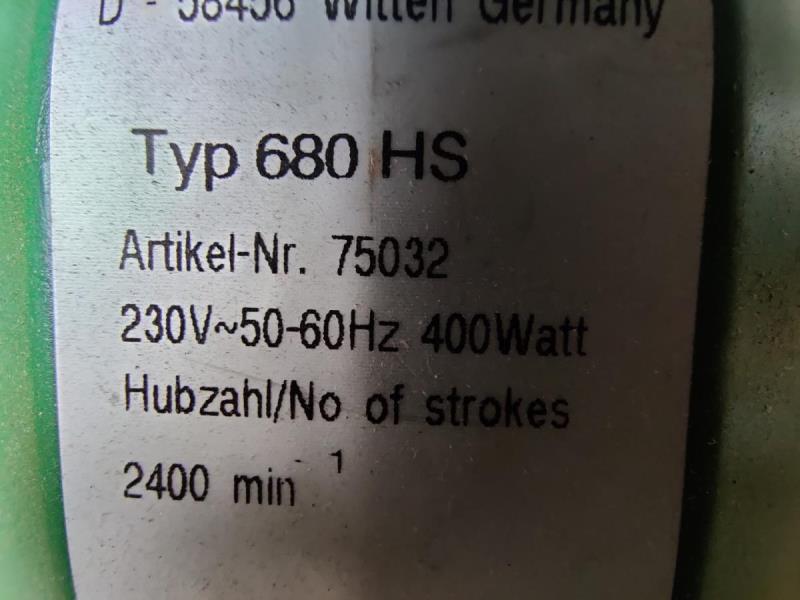 D - 58456 Witten Germany
Typ 680 HS
Artikel-Nr. 75032
230V~50-60Hz 400Watt
Hubzahl/No of strokes
2400 min 1